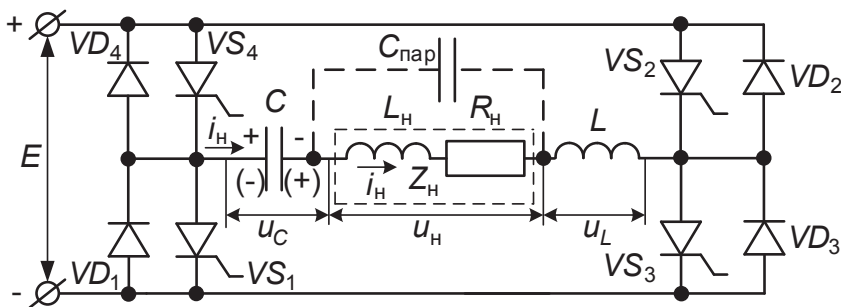 + VD4 VS4 Cпар VS2 VD2
C Lн Rн L
E iн + -
(-) (+) iн Zн
uC uн uL
- VD1 VS1 VS3 VD3